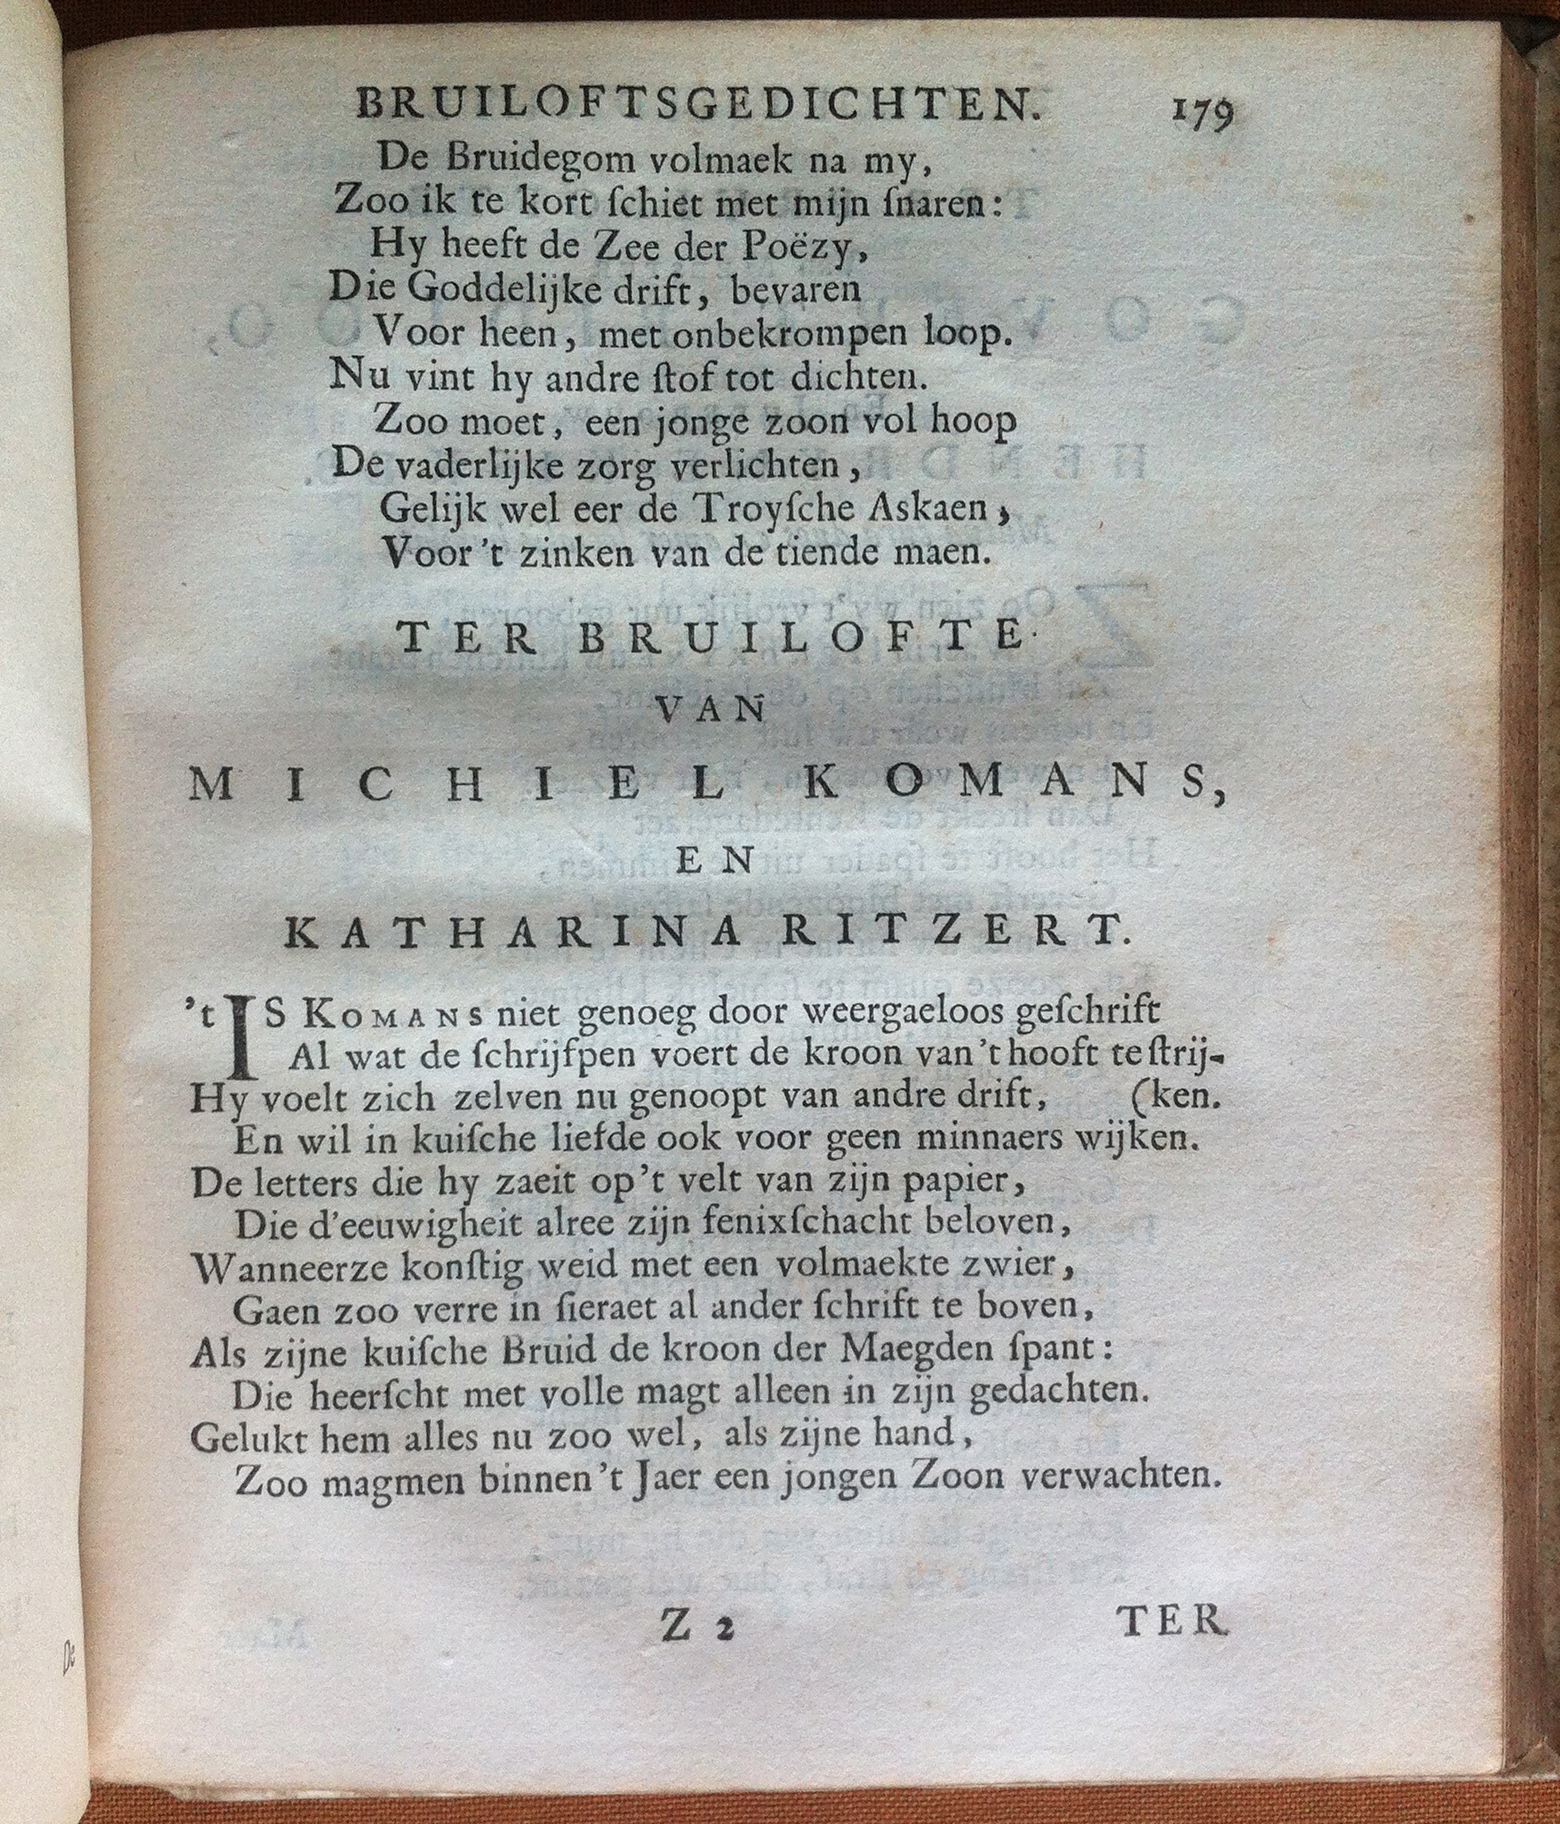 BRUILOFTSGEDICHTEN. 179
De Bruidegom volmaek na my,
Zoo ik te kort ſchiet met mijn ſnaren:
Hy heeft de Zee der Poëzy,
Die Goddelijke drift, bevaren
Voor heen, met onbekrompen loop.
Nu vint hy andre ſtof tot dichten.
Zoo moet, een jonge zoon vol hoop
De vaderlijke zorg verlichten,
Gelijk wel eer de Troyſche Askaen,
Voor 't zinken van de tiende maen.
TER BRUILOFTE
VAN
MICHIEL KOMANS,
EN
KATHARINA RITZERT.
't IS KOMANS niet genoeg door weergaeloos geſchrift
Al wat de ſchrijfpen voert de kroon van 't hooft te ſtrij-
Hy voelt zich zelven nu genoopt van andre drift, (ken.
En wil in kuiſche liefde ook voor geen minnaers wijken.
De letters die hy zaeit op 't velt van zijn papier,
Die d'eeuwigheit alree zijn fenixſchacht beloven,
Wanneerze konſtig weid met een volmaekte zwier,
Gaen zoo verre in ſieraet al ander ſchrift te boven,
Als zijne kuiſche Bruid de kroon der Maegden ſpant:
Die heerſcht met volle magt alleen in zijn gedachten.
Gelukt hem alles nu zoo wel, als zijne hand,
Zoo magmen binnen 't Jaer een jongen Zoon verwachten.
Z 2 TER
De